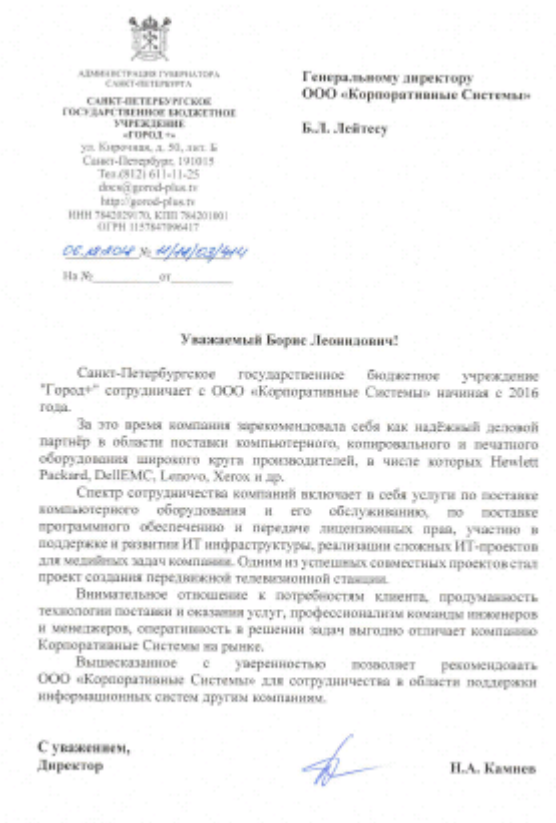 АДМИНИСТРАЦИЯ ГУБЕРНАТОРА
САНКТ-ПЕТЕРБУРГА
САНКТ-ПЕТЕРБУРГСКОЕ
ГОСУДАРСТВЕННОЕ БЮДЖЕТНОЕ
УЧРЕЖДЕНИЕ
«ГОРОД +»
ул. Кирочная, д. 50, лит. Б
Санкт-Петербург, 191015
Тел.(812) 611-11-25
docs@gorod-plus.tv
http://gorod-plus.tv
ИНН 7842029170, КПП 784201001
ОГРН 1157847096417
№
На №__________от__________
Генеральному директору
ООО «Корпоративные Системы»
Б.Л. Лейтесу
Уважаемый Борис Леонидович!
Санкт-Петербургское государственное бюджетное учреждение
"Город+" сотрудничает с ООО «Корпоративные Системы» начиная с 2016
года.
За это время компания зарекомендовала себя как надёжный деловой
партнёр в области поставки компьютерного, копировального и печатного
оборудования широкого круга производителей, в числе которых Hewlett
Packard, DellEMC, Lenovo, Xerox и др.
Спектр сотрудничества компаний включает в себя услуги по поставке
компьютерного оборудования и его обслуживанию, по поставке
программного обеспечению и передаче лицензионных прав, участию в
поддержке и развитии ИТ инфраструктуры, реализации сложных ИТ-проектов
для медийных задач компании. Одним из успешных совместных проектов стал
проект создания передвижной телевизионной станции.
Внимательное отношение к потребностям клиента, продуманность
технологии поставки и оказания услуг, профессионализм команды инженеров
и менеджеров, оперативность в решении задач выгодно отличает компанию
Корпоративные Системы на рынке.
Вышесказанное с уверенностью позволяет рекомендовать
ООО «Корпоративные Системы» для сотрудничества в области поддержки
информационных систем другим компаниям.
С уважением,
Директор
Н.А. Камнев